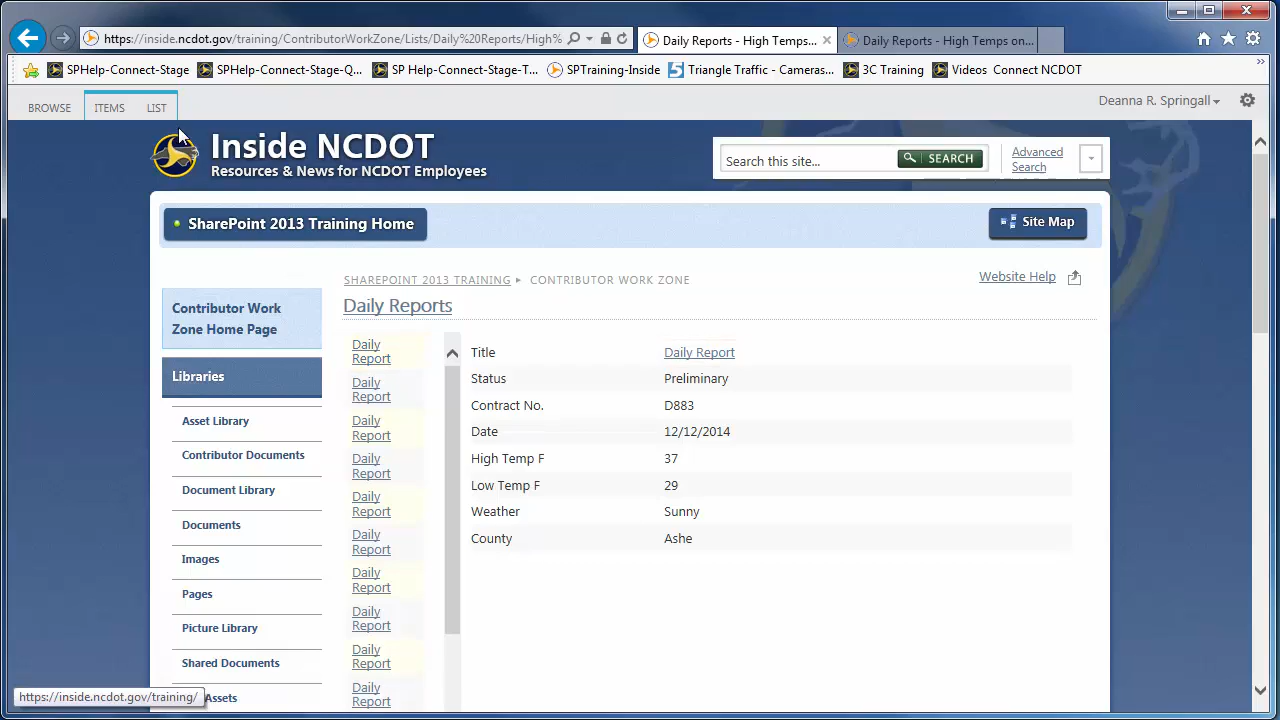 https://inside.ncdot.gov/training/ContributorWorkZone/Lists/Daily%20Reports/High%
Daily Reports - High Temps...
Daily Reports - High Temps on...
SPHelp-Connect-Stage
SPHelp-Connect-Stage-Q...
SP Help-Connect-Stage-T...
SPTraining-Inside
Triangle Traffic - Cameras...
3C Training
Videos Connect NCDOT
BROWSE
ITEMS
LIST
Deanna R. Springall
Inside NCDOT
Resources & News for NCDOT Employees
Search this site...
SEARCH
Advanced
Search
SharePoint 2013 Training Home
Site Map
SHAREPOINT 2013 TRAINING
CONTRIBUTOR WORK ZONE
Website Help
Daily Reports
Contributor Work
Zone Home Page
Libraries
Asset Library
Contributor Documents
Document Library
Documents
Images
Pages
Picture Library
Shared Documents
Assets
Daily
Report
Daily
Report
Daily
Report
Daily
Report
Daily
Report
Daily
Report
Daily
Report
Daily
Report
Daily
Report
Daily
Report
Title Daily Report
Status Preliminary
Contract No. D883
Date 12/12/2014
High Temp F 37
Low Temp F 29
Weather Sunny
County Ashe
https://inside.ncdot.gov/training/